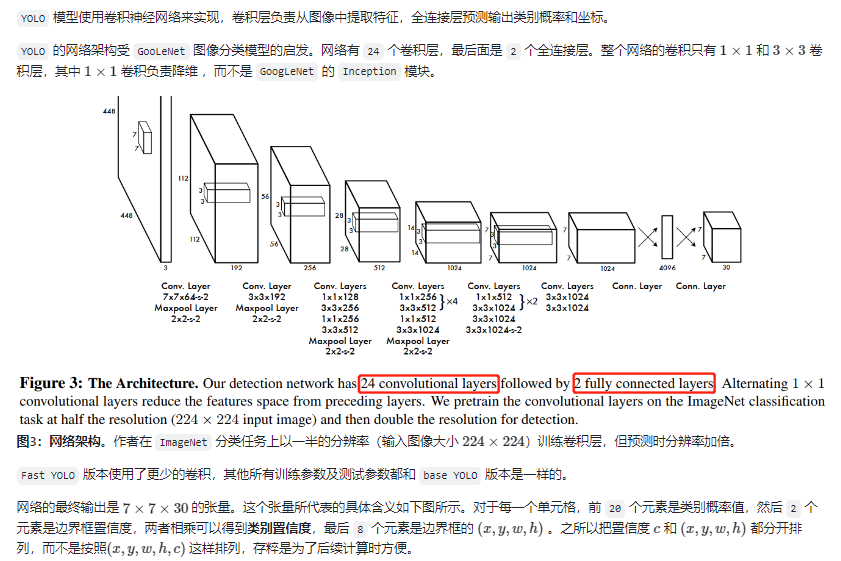 YOLO 模型使用卷积神经网络来实现，卷积层负责从图像中提取特征，全连接层预测输出类别概率和坐标。
YOLO 的网络架构受 GooLeNet 图像分类模型的启发。网络有 24 个卷积层，最后面是 2 个全连接层。整个网络的卷积只有 1 × 1 和 3 × 3 卷
积层，其中 1 × 1 卷积负责降维，而不是 GoogLeNet 的 Inception 模块。
448
448
7
7
3
112
112
3
3
192
56
56
3
3
256
28
28
3
3
512
14
14
3
3
1024
7
7
3
3
1024
7
7
1024
4096
7
7
30
Conv. Layer
7x7x64-s-2
Maxpool Layer
2x2-s-2
Conv. Layer
3x3x192
Maxpool Layer
2x2-s-2
Conv. Layers
1x1x128
3x3x256
1x1x256
3x3x512
Maxpool Layer
2x2-s-2
Conv. Layers
1x1x256
3x3x512 }×4
1x1x512
3x3x1024
Maxpool Layer
2x2-s-2
Conv. Layers
1x1x512
3x3x1024 }×2
3x3x1024
3x3x1024-s-2
Conv. Layers
3x3x1024
3x3x1024
Conn. Layer
Conn. Layer
Figure 3: The Architecture. Our detection network has 24 convolutional layers followed by 2 fully connected layers. Alternating 1 × 1
convolutional layers reduce the features space from preceding layers. We pretrain the convolutional layers on the ImageNet classification
task at half the resolution (224 × 224 input image) and then double the resolution for detection.
图3：网络架构。作者在 ImageNet 分类任务上以一半的分辨率（输入图像大小 224 × 224）训练卷积层，但预测时分辨率加倍。
Fast YOLO 版本使用了更少的卷积，其他所有训练参数及测试参数都和 base YOLO 版本是一样的。
网络的最终输出是 7 × 7 × 30 的张量。这个张量所代表的具体含义如下图所示。对于每一个单元格，前 20 个元素是类别概率值，然后 2 个
元素是边界框置信度，两者相乘可以得到类别置信度，最后 8 个元素是边界框的 (x, y, w, h) 。之所以把置信度 c 和 (x, y, w, h) 都分开排
列，而不是按照(x, y, w, h, c) 这样排列，存粹是为了后续计算时方便。